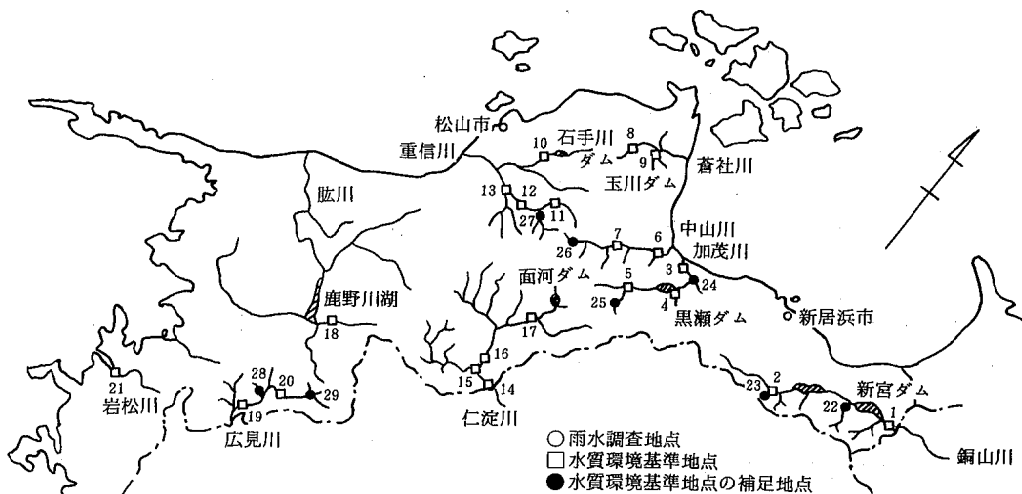 松山市
石手川
ダム
重信川
10
8
9
玉川ダム
蒼社川
肱川
13
12
27
11
26
7
6
中山川
加茂川
3
24
面河ダム
5
25
4
黒瀬ダム
新居浜市
鹿野川湖
18
17
16
15
14
仁淀川
21
岩松川
28
20
29
19
広見川
23
2
22
新宮ダム
1
銅山川
○雨水調査地点
□水質環境基準地点
●水質環境基準地点の補足地点